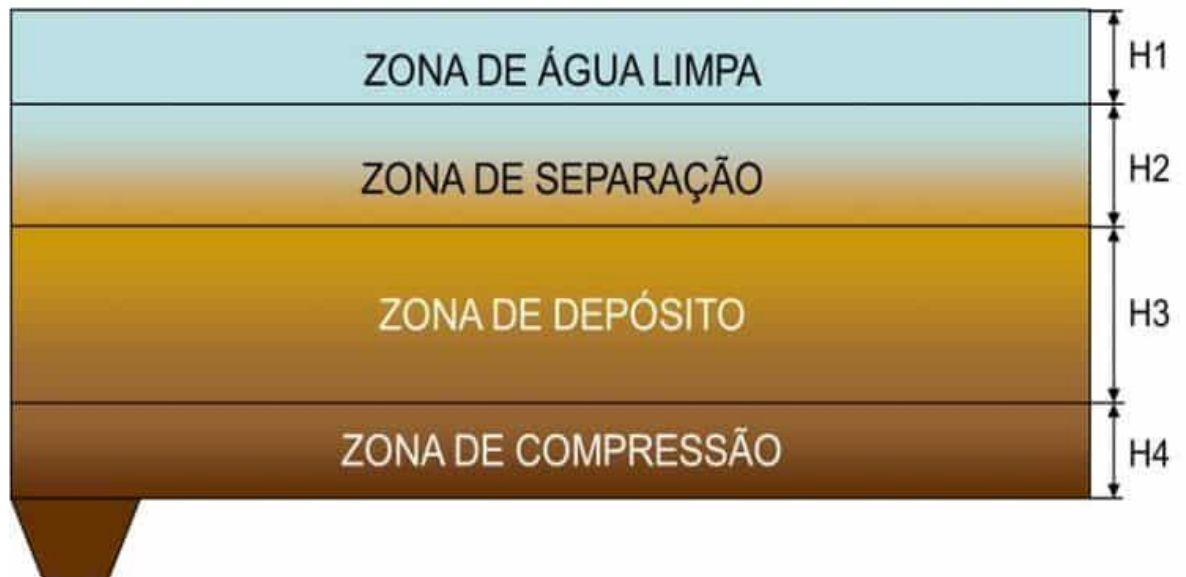 ZONA DE ÁGUA LIMPA
H1
ZONA DE SEPARAÇÃO
H2
ZONA DE DEPÓSITO
H3
ZONA DE COMPRESSÃO
H4